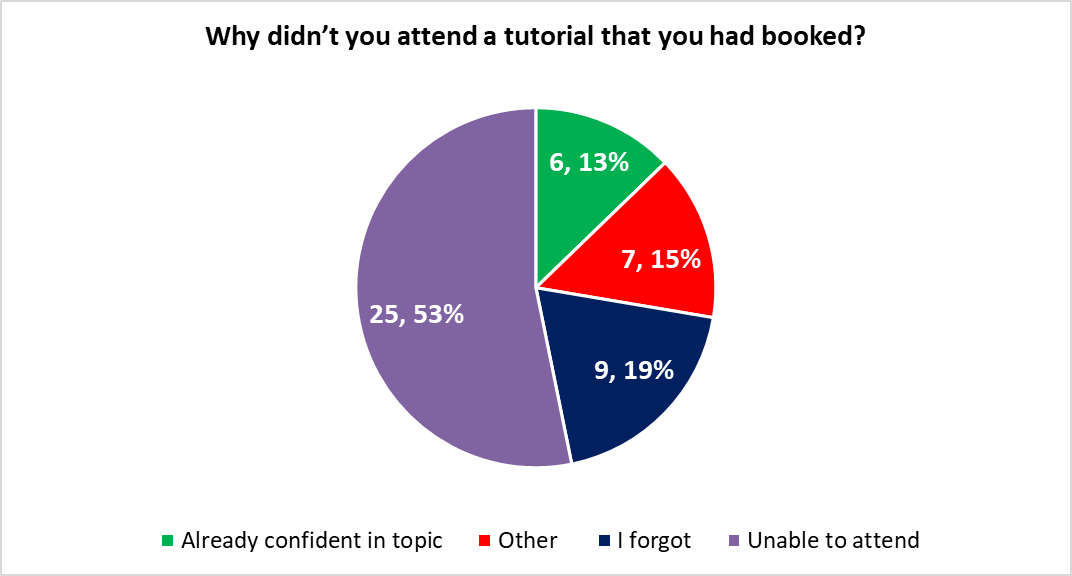 Why didn’t you attend a tutorial that you had booked?
6, 13%
7, 15%
25, 53%
9, 19%
Already confident in topic
Other
I forgot
Unable to attend